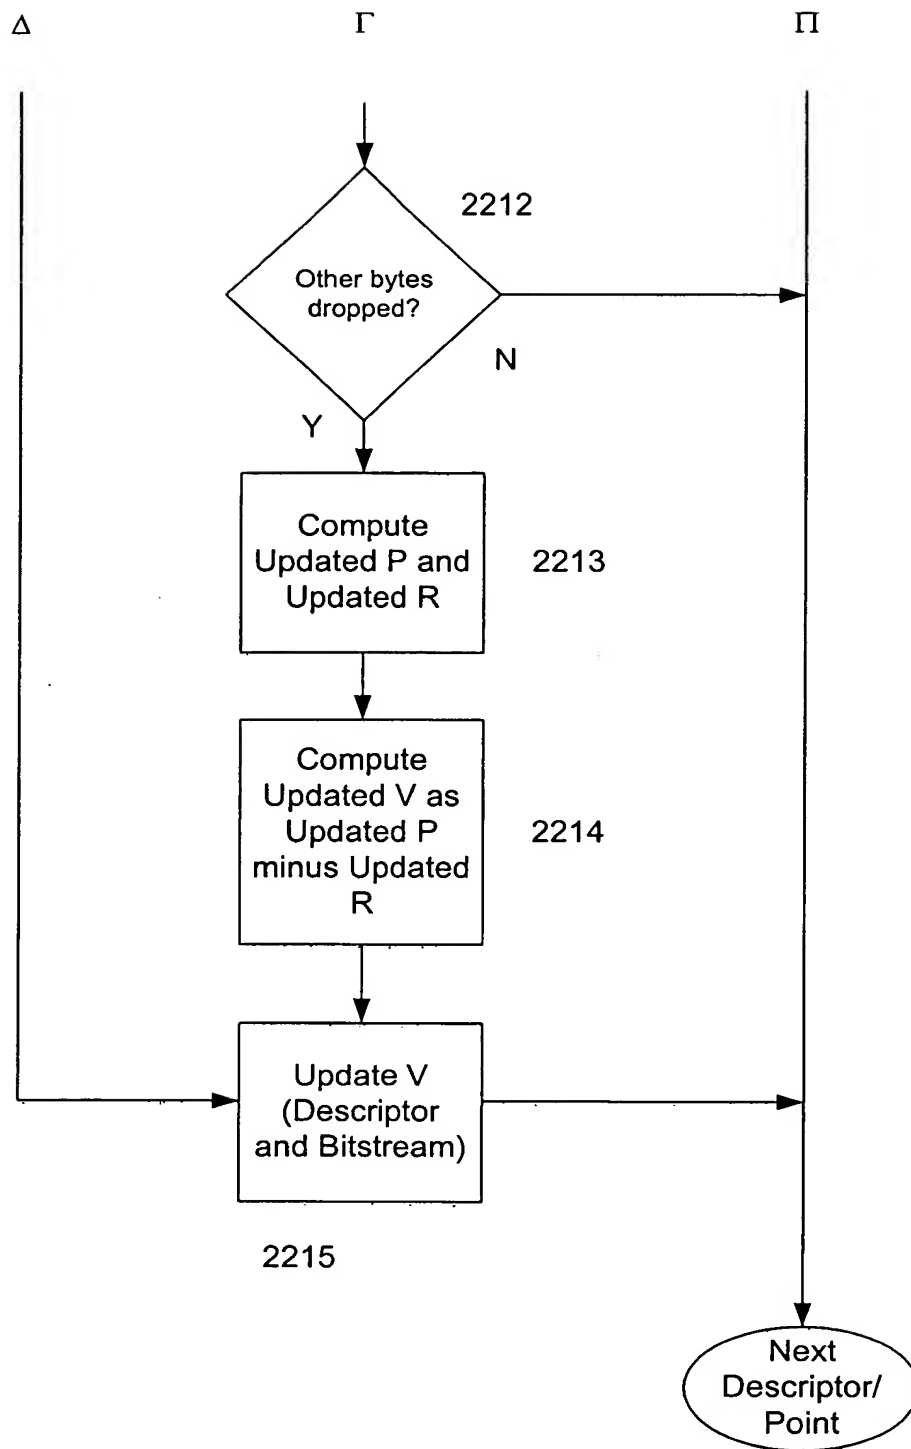 Δ Γ Π
2212
Other bytes
dropped?
N
Y
Compute
Updated P and
Updated R
2213
Compute
Updated V as
Updated P
minus Updated
R
2214
Update V
(Descriptor
and Bitstream)
2215
Next
Descriptor/
Point